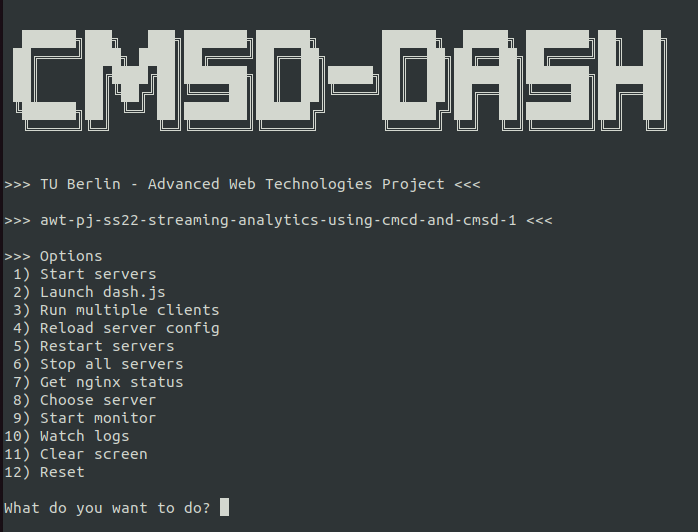 CMSD-DASH
>>> TU Berlin - Advanced Web Technologies Project <<<
>>> awt-pj-ss22-streaming-analytics-using-cmcd-and-cmsd-1 <<<
>>> Options
1) Start servers
2) Launch dash.js
3) Run multiple clients
4) Reload server config
5) Restart servers
6) Stop all servers
7) Get nginx status
8) Choose server
9) Start monitor
10) Watch logs
11) Clear screen
12) Reset
What do you want to do?